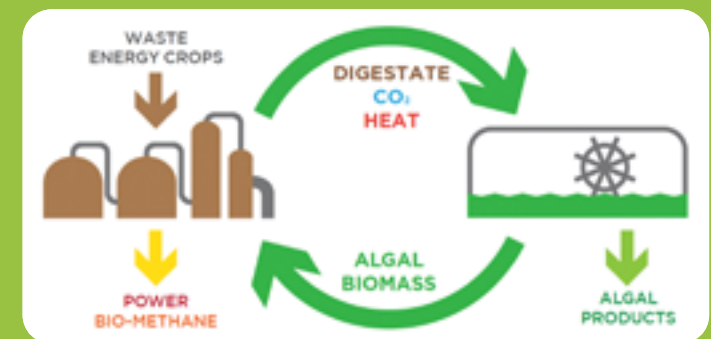 WASTE
ENERGY CROPS
DIGESTATE
CO₂
HEAT
ALGAL
BIOMASS
POWER
BIO-METHANE
ALGAL
PRODUCTS